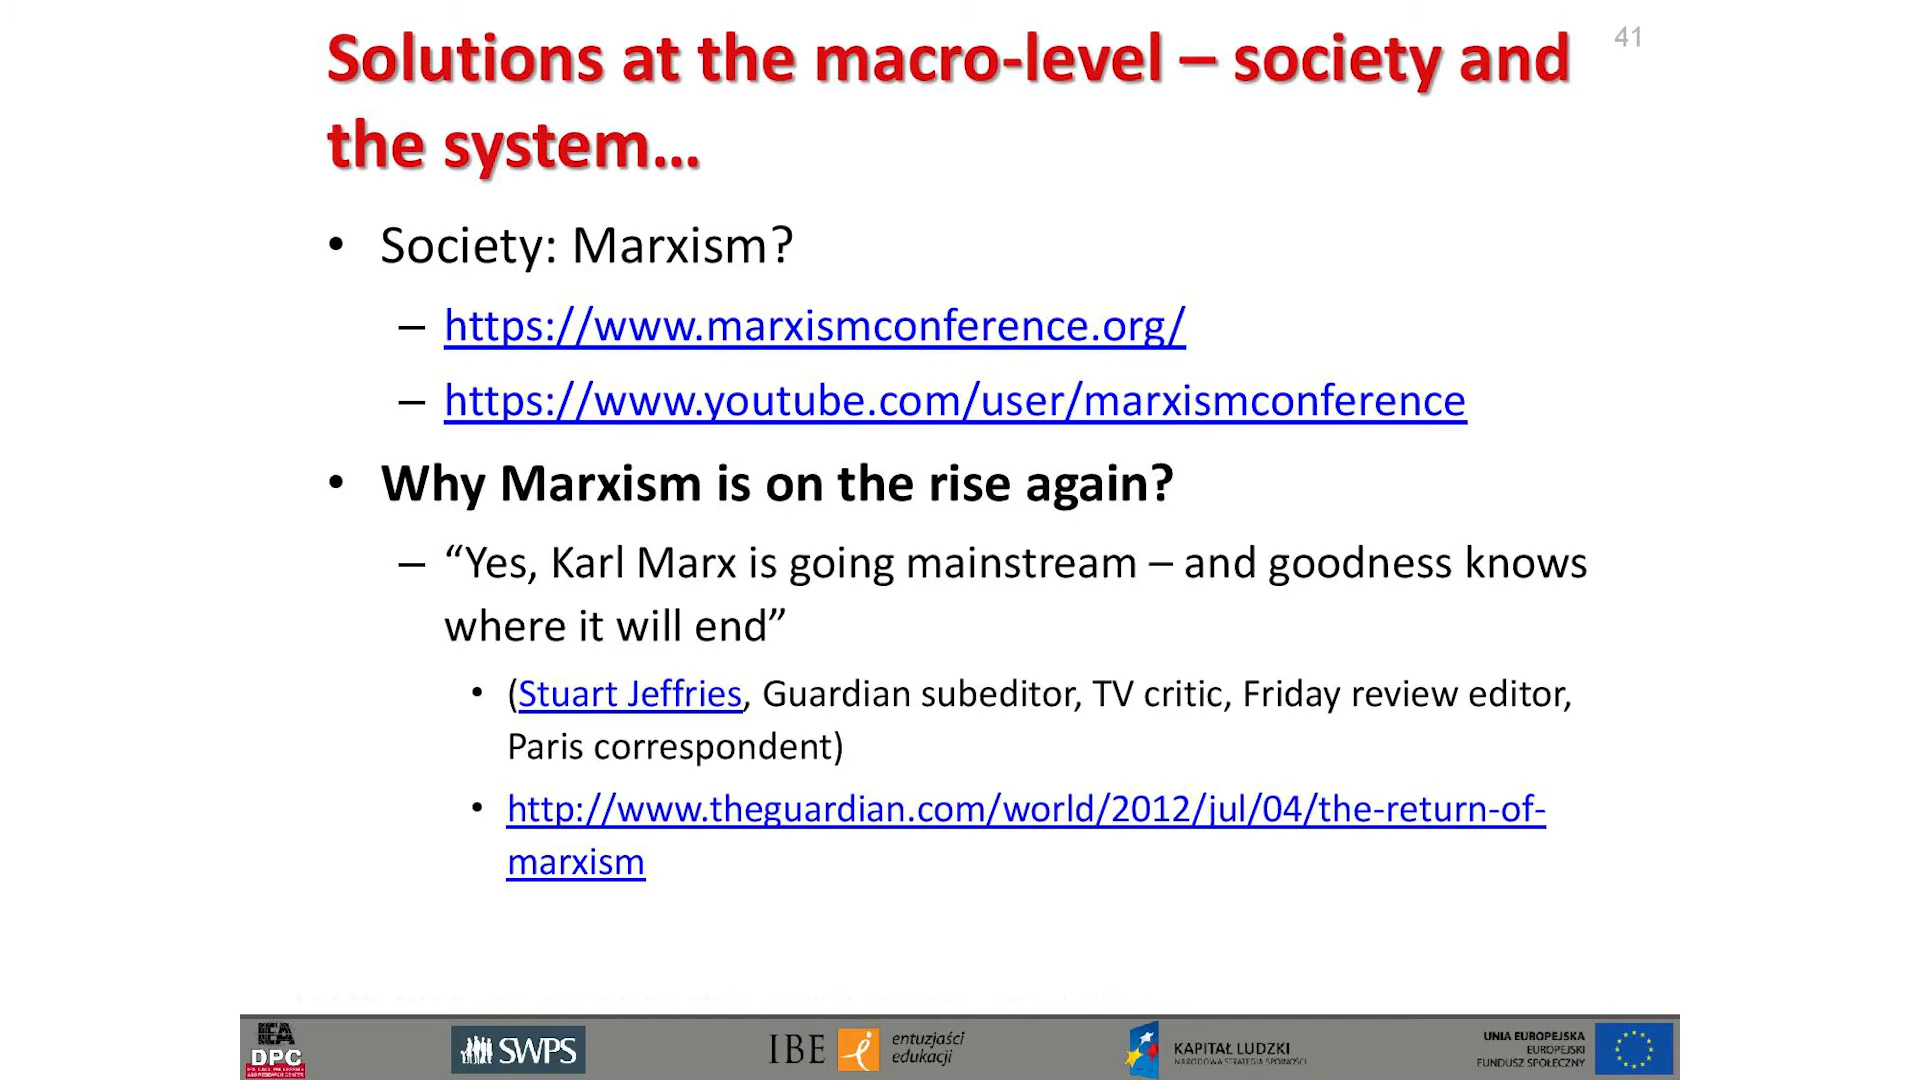 41
Solutions at the macro-level – society and
the system…
• Society: Marxism?
– https://www.marxismconference.org/
– https://www.youtube.com/user/marxismconference
• Why Marxism is on the rise again?
– “Yes, Karl Marx is going mainstream – and goodness knows
where it will end”
• (Stuart Jeffries, Guardian subeditor, TV critic, Friday review editor,
Paris correspondent)
• http://www.theguardian.com/world/2012/jul/04/the-return-of-
marxism
IEA
DPC
SWPS
IBE
entuzjaści
edukacji
KAPITAŁ LUDZKI
NARODOWA STRATEGIA SPÓJNOŚCI
UNIA EUROPEJSKA
EUROPEJSKI
FUNDUSZ SPOŁECZNY